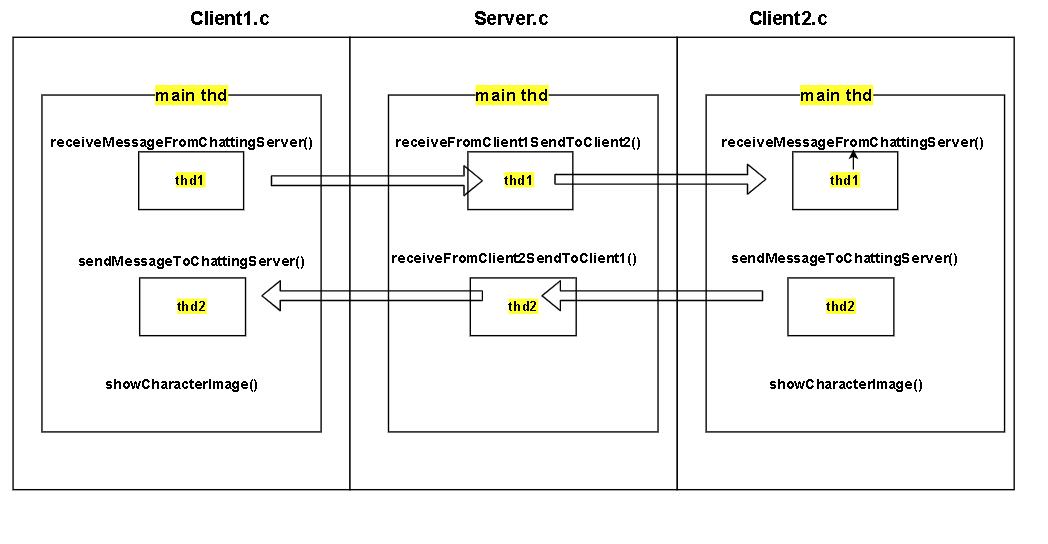 Client1.c
Server.c
Client2.c
main thd
main thd
main thd
receiveMessageFromChattingServer()
receiveFromClient1SendToClient2()
receiveMessageFromChattingServer()
thd1
thd1
thd1
sendMessageToChattingServer()
receiveFromClient2SendToClient1()
sendMessageToChattingServer()
thd2
thd2
thd2
showCharacterImage()
showCharacterImage()